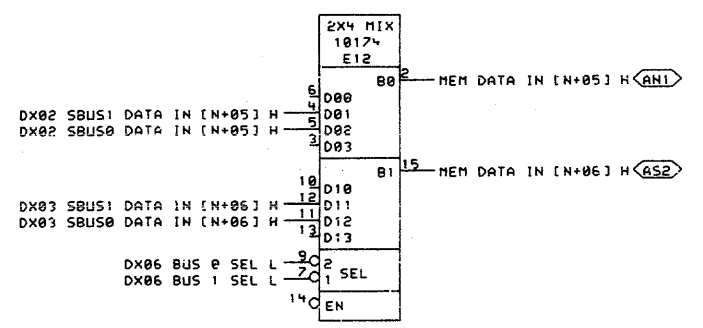 2X4 MIX
10174
E12
B0 2 MEM DATA IN [N+05] H AN1
6 D00
DX02 SBUS1 DATA IN [N+05] H 4 D01
DX02 SBUS0 DATA IN [N+05] H 5 D02
3 D03
B1 15 MEM DATA IN [N+06] H AS2
10 D10
DX03 SBUS1 DATA IN [N+06] H 12 D11
DX03 SBUS0 DATA IN [N+06] H 11 D12
13 D13
DX06 BUS 0 SEL L 9 2
DX06 BUS 1 SEL L 7 1 SEL
14 EN